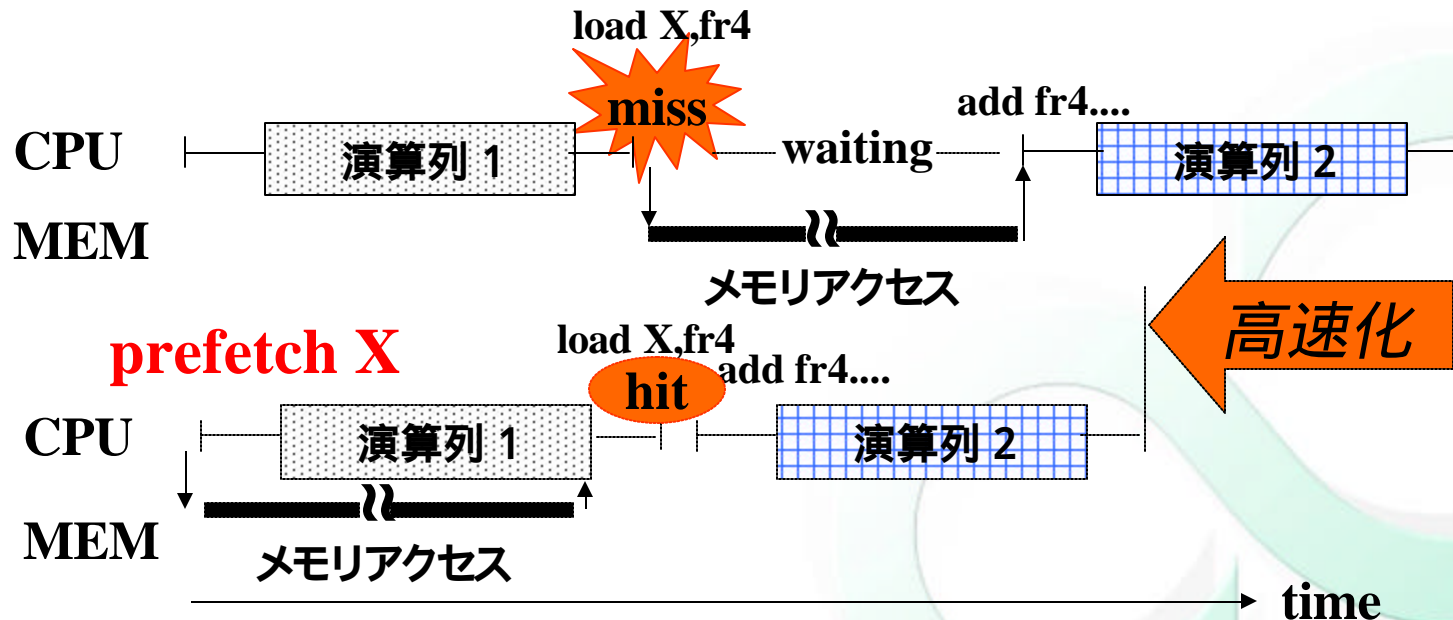 load X,fr4
miss
add fr4....
CPU
演算列 1
waiting
演算列 2
MEM
メモリアクセス
高速化
prefetch X
load X,fr4
hit
add fr4....
CPU
演算列 1
演算列 2
MEM
メモリアクセス
time